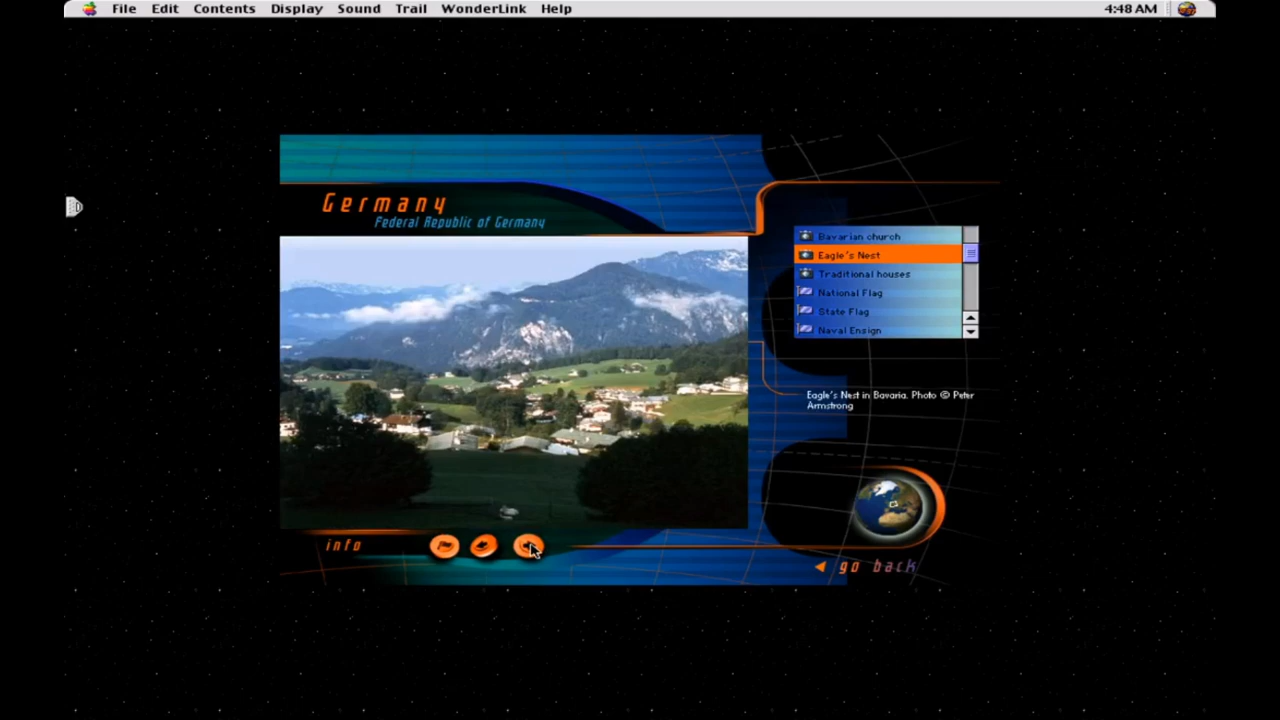 File Edit Contents Display Sound Trail WonderLink Help 4:48 AM
Germany
Federal Republic of Germany
Bavarian church
Eagle's Nest
Traditional houses
National Flag
State Flag
Naval Ensign
Eagle's Nest in Bavaria. Photo © Peter
Armstrong
info
go back